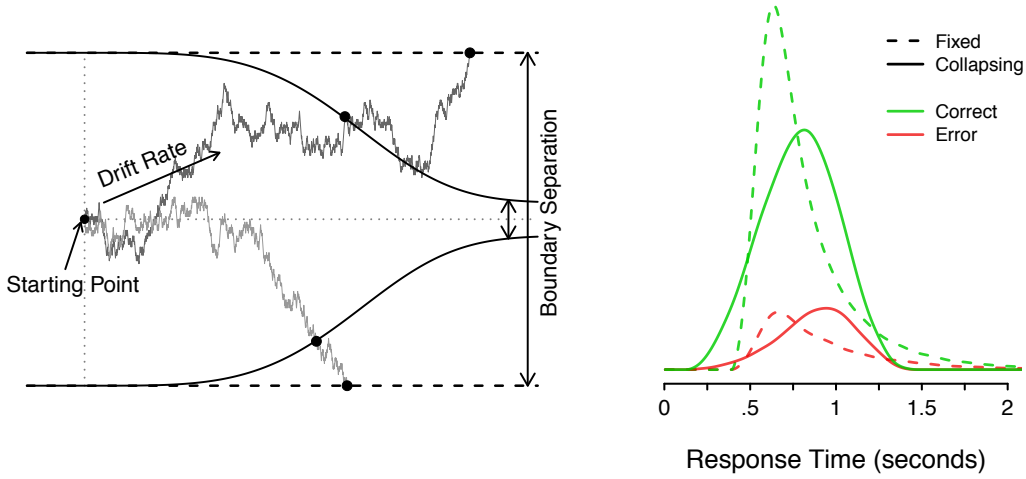 Drift Rate
Starting Point
Boundary Separation
Fixed
Collapsing
Correct
Error
0 .5 1 1.5 2
Response Time (seconds)